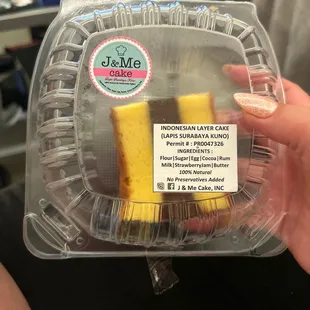 J&Me
cake
INDONESIAN LAYER CAKE
(LAPIS SURABAYA KUNO)
Permit # : PR0047326
INGREDIENTS :
Flour|Sugar|Egg|Cocoa|Rum
Milk|StrawberryJam|Butter
100% Natural
No Preservatives Added
J & Me Cake, INC